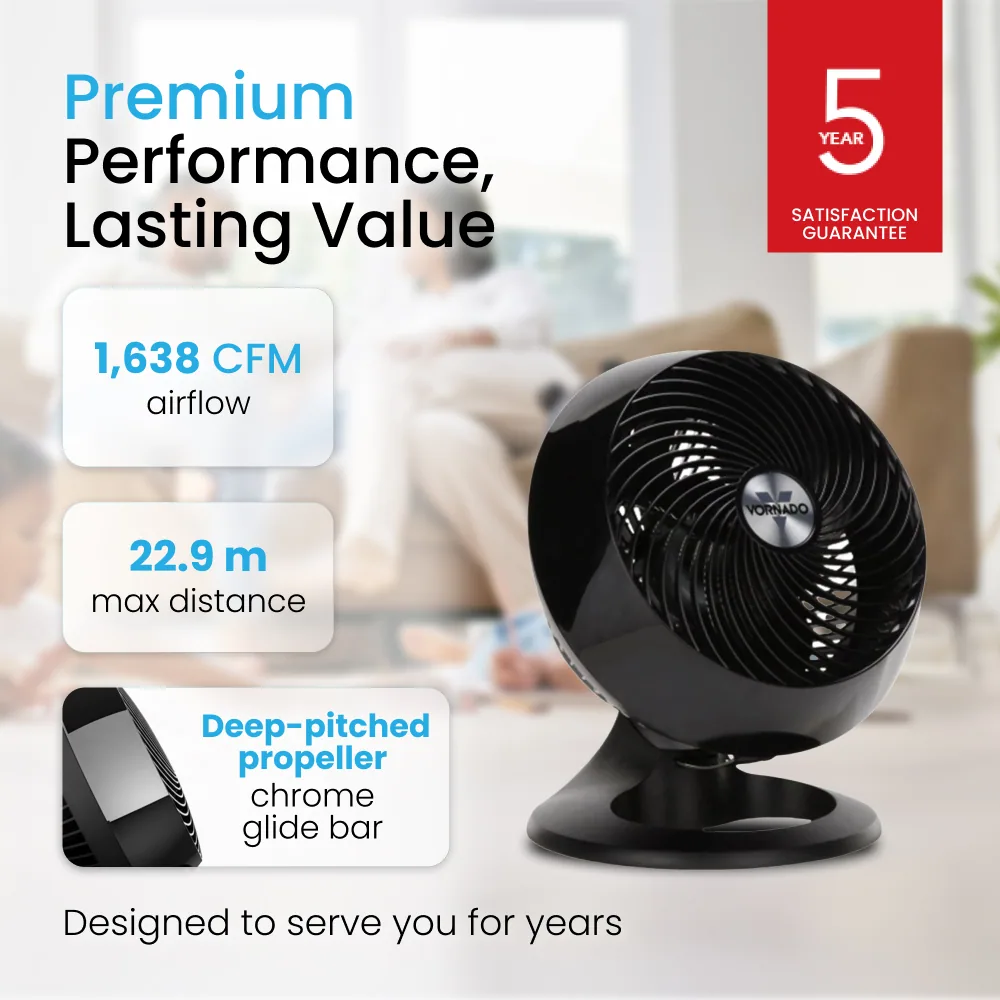 Premium
Performance,
Lasting Value
5
YEAR
SATISFACTION
GUARANTEE
1,638 CFM
airflow
22.9 m
max distance
VORNADO
Deep-pitched
propeller
chrome
glide bar
Designed to serve you for years